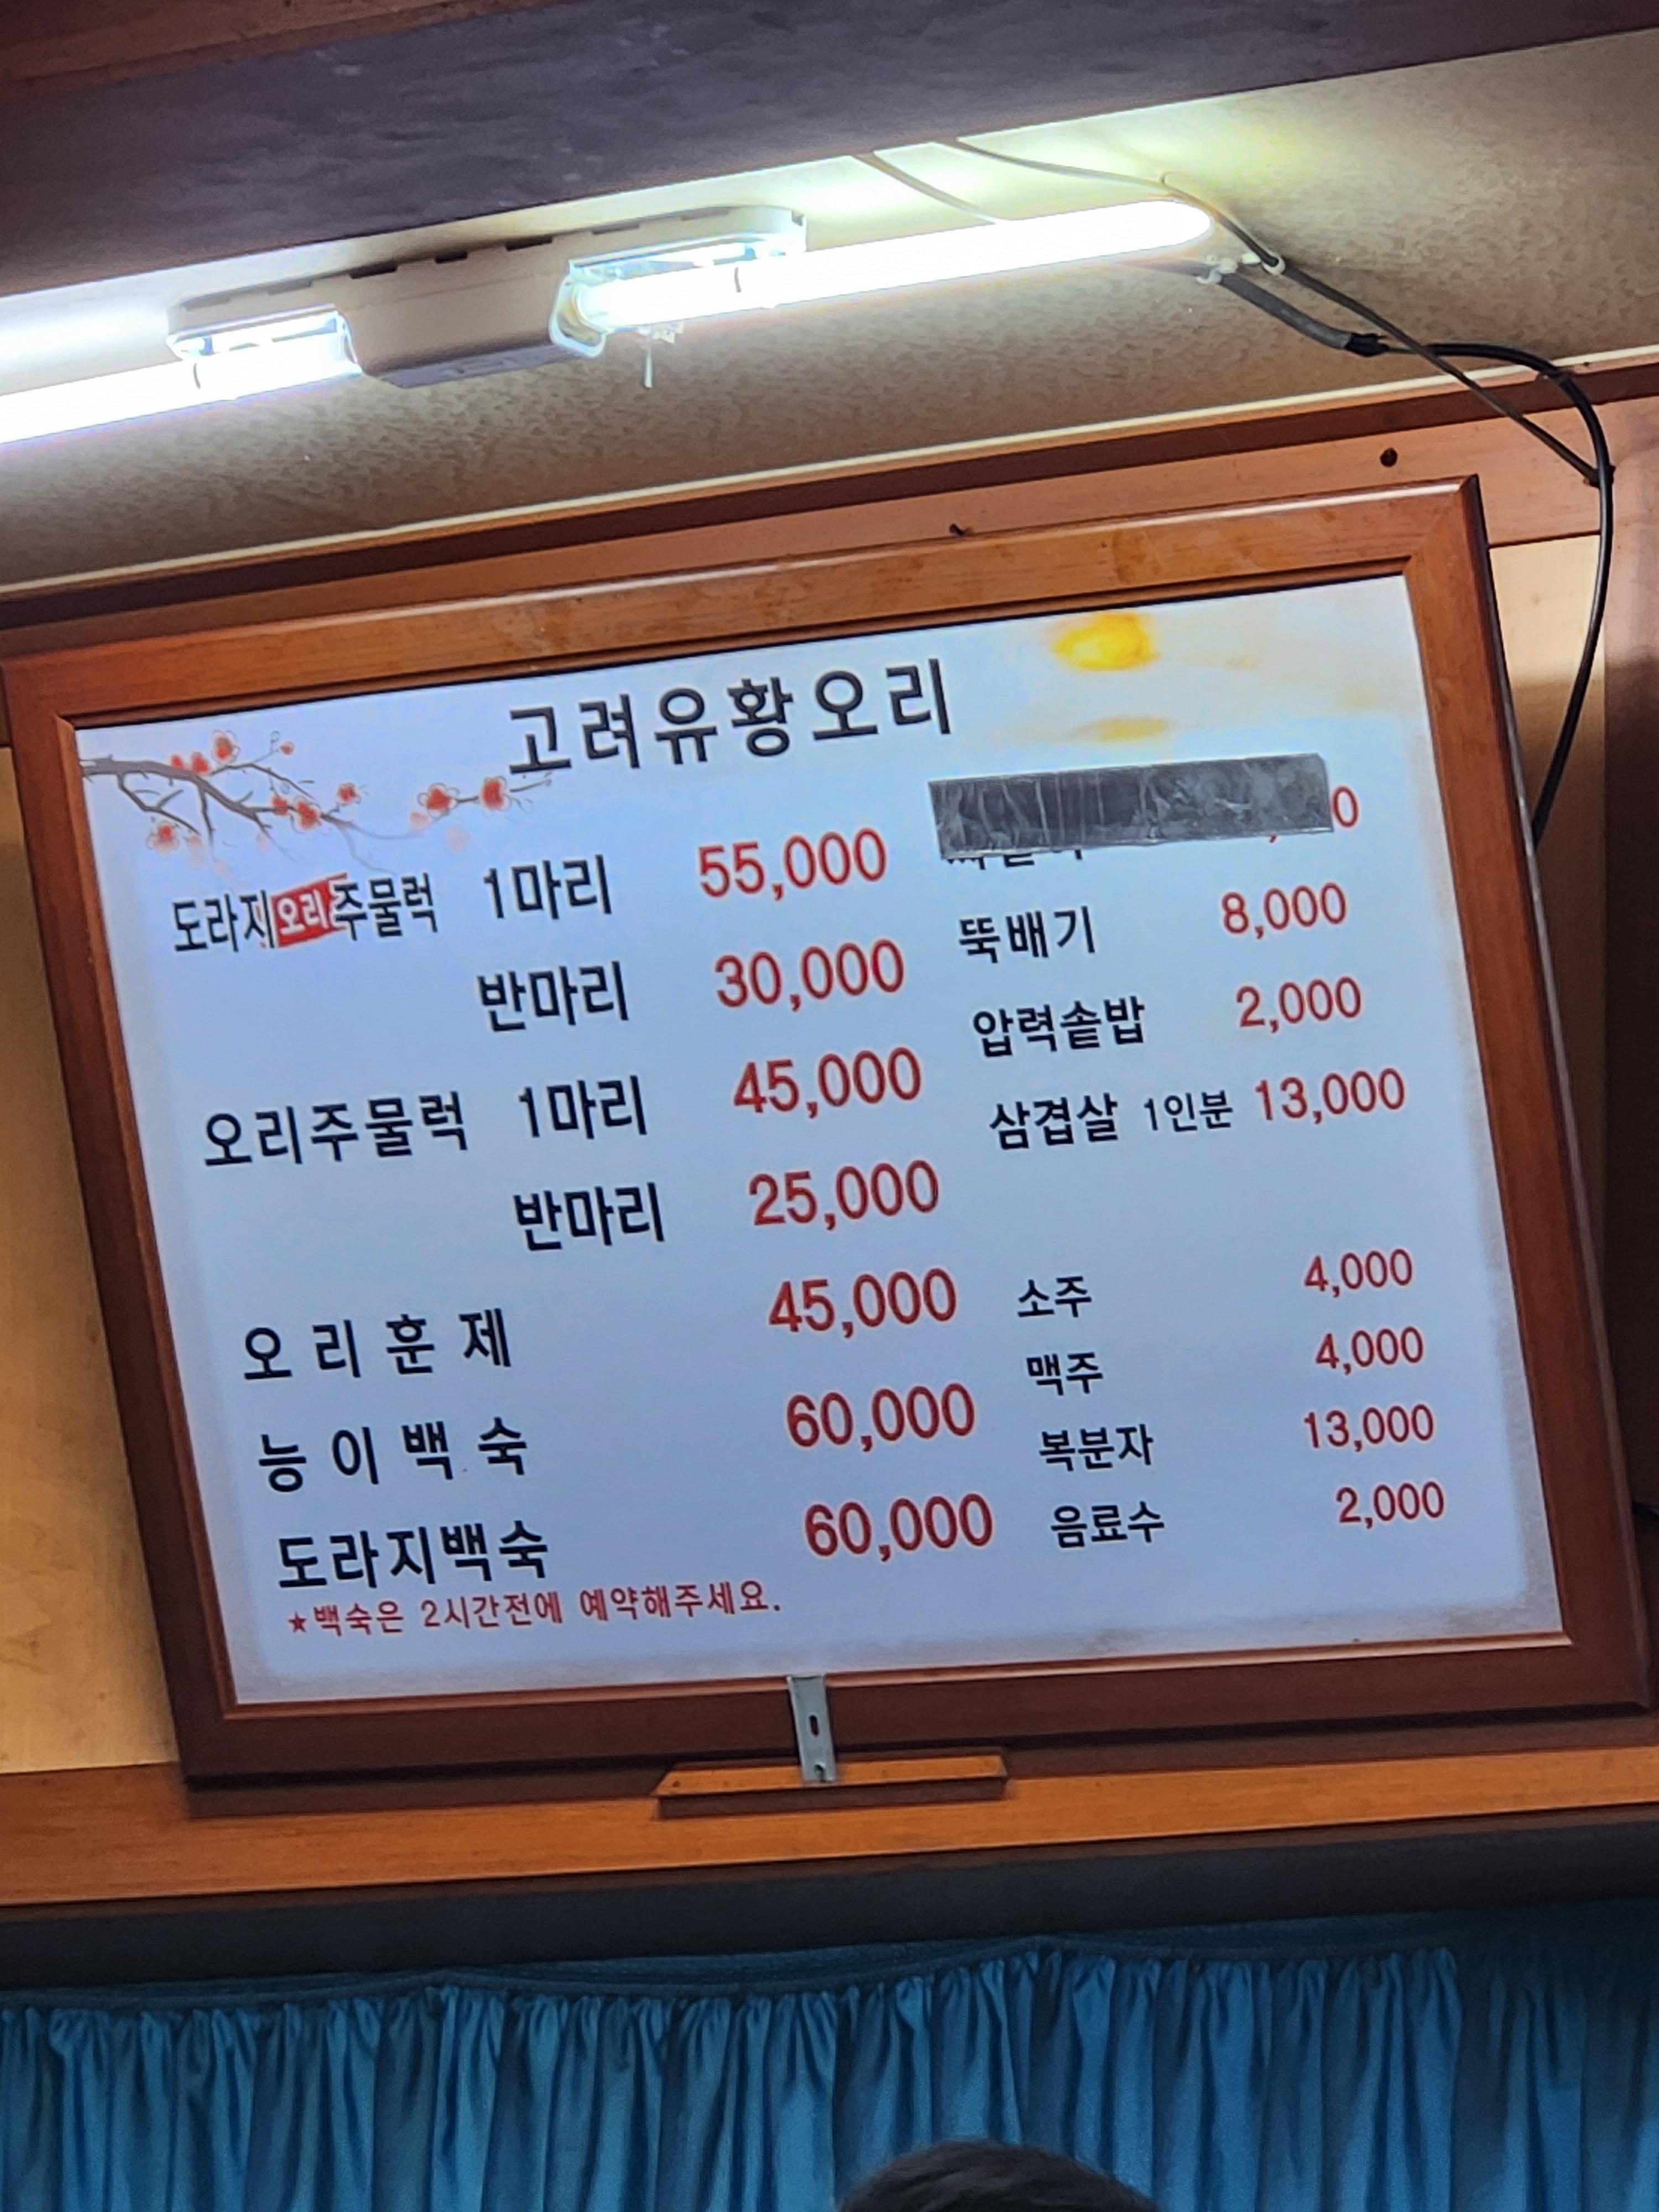 고려유황오리
도라지오리주물럭 1마리 55,000
반마리 30,000
오리주물럭 1마리 45,000
반마리 25,000
오리훈제 45,000
능이백숙 60,000
도라지백숙 60,000
★백숙은 2시간전에 예약해주세요.
뚝배기 8,000
압력솥밥 2,000
삼겹살 1인분 13,000
소주 4,000
맥주 4,000
복분자 13,000
음료수 2,000